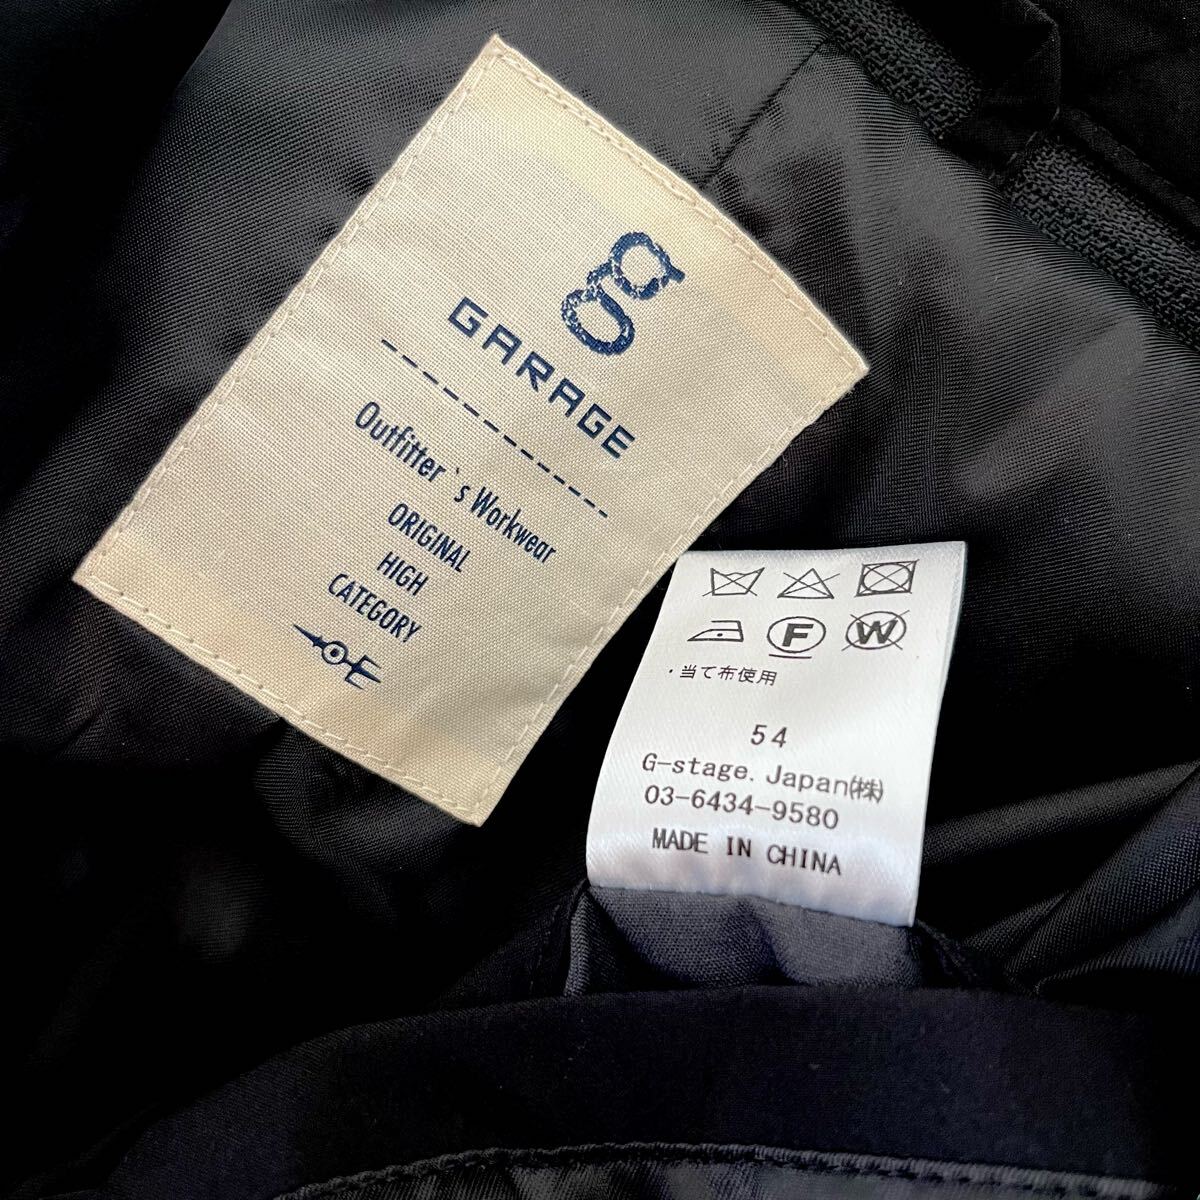 g
GARAGE
Outfitter`s Workwear
ORIGINAL
HIGH
CATEGORY
F
W
・当て布使用
54
G-stage.Japan㈱
03-6434-9580
MADE IN CHINA